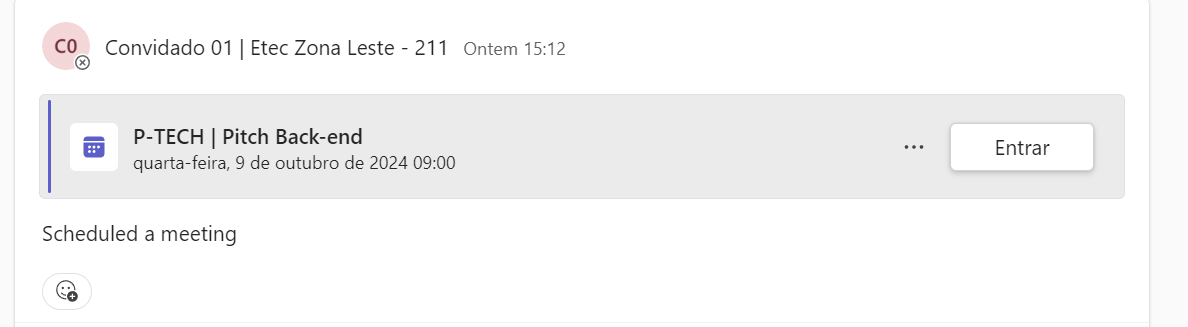 C0 Convidado 01 | Etec Zona Leste - 211 Ontem 15:12
P-TECH | Pitch Back-end
quarta-feira, 9 de outubro de 2024 09:00
... Entrar
Scheduled a meeting